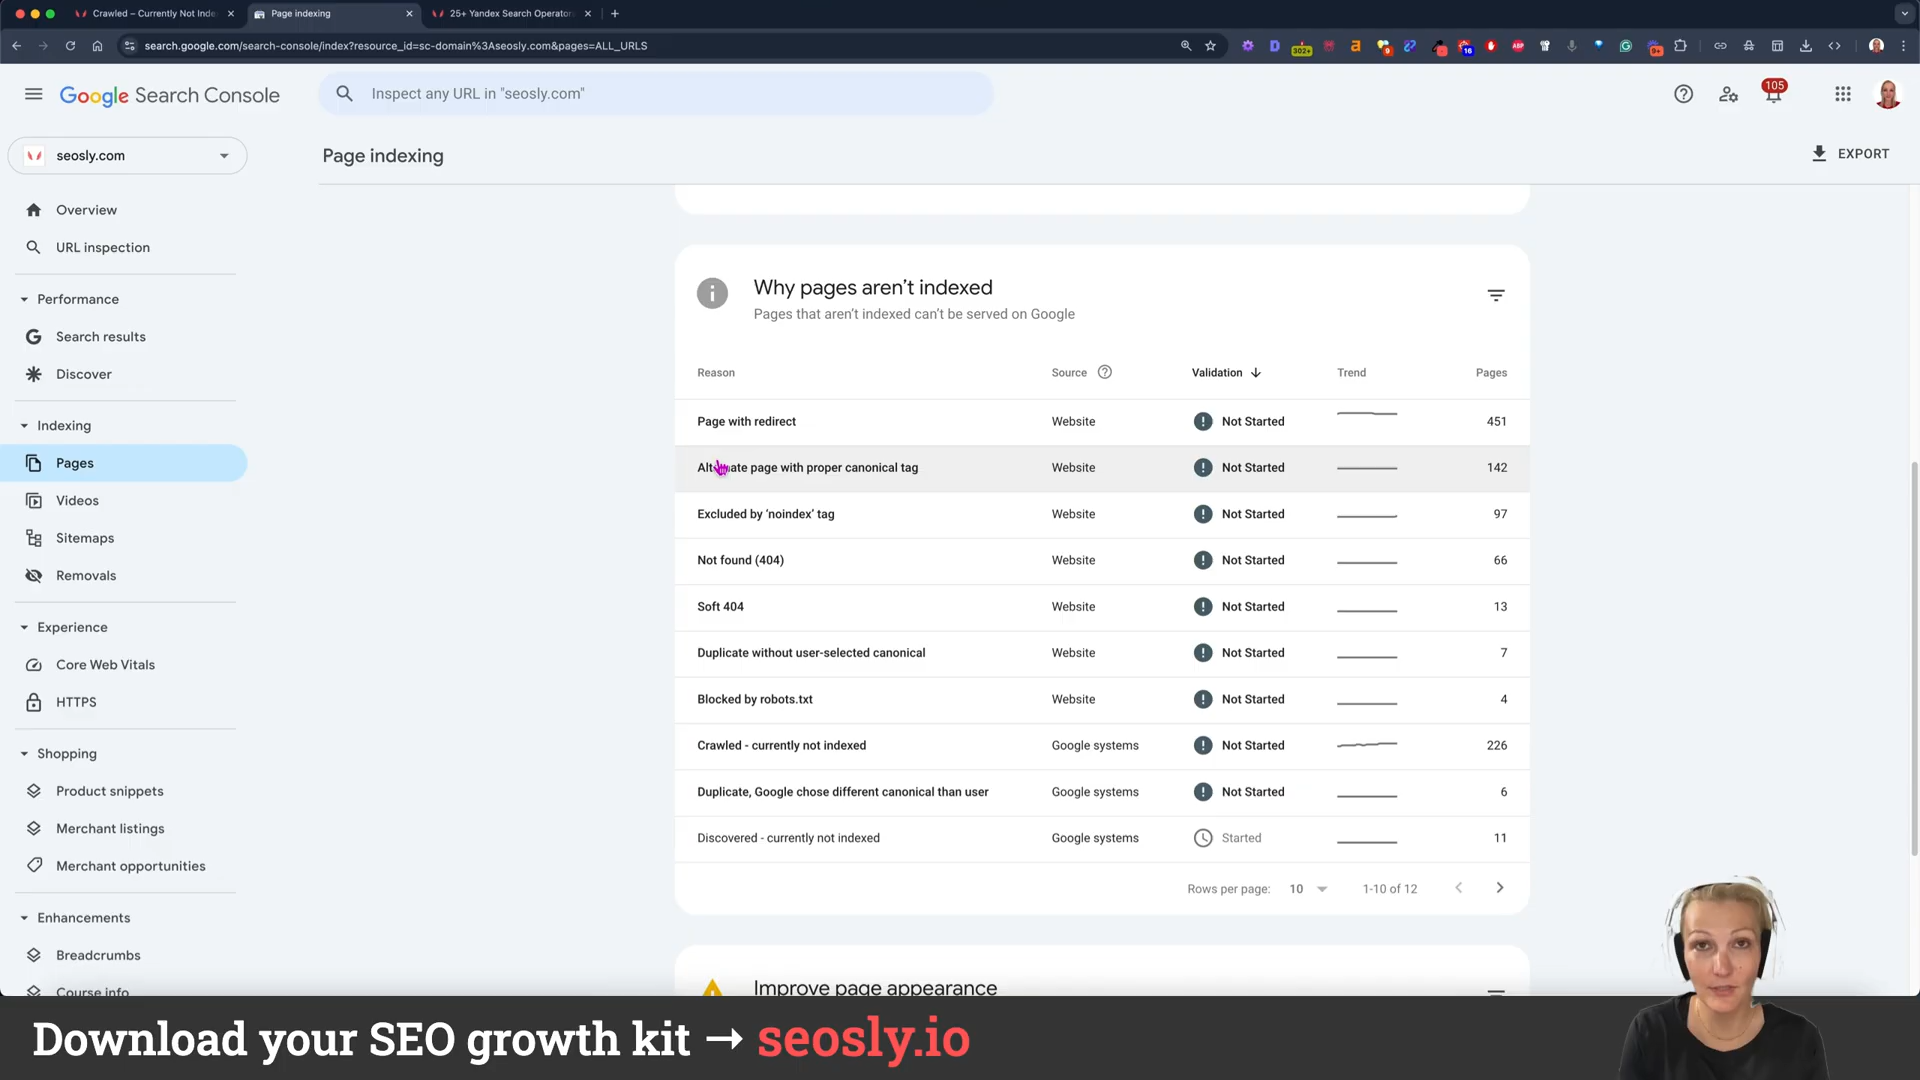 Crawled – Currently Not Inde
Page indexing
25+ Yandex Search Operator
search.google.com/search-console/index?resource_id=sc-domain%3Aseosly.com&pages=ALL_URLS
Google Search Console
Inspect any URL in "seosly.com"
105
seosly.com
Page indexing
EXPORT
Overview
URL inspection
Performance
Search results
Discover
Indexing
Pages
Videos
Sitemaps
Removals
Experience
Core Web Vitals
HTTPS
Shopping
Product snippets
Merchant listings
Merchant opportunities
Enhancements
Breadcrumbs
Course info
Why pages aren't indexed
Pages that aren't indexed can't be served on Google
Reason Source Validation Trend Pages
Page with redirect Website Not Started 451
Alternate page with proper canonical tag Website Not Started 142
Excluded by 'noindex' tag Website Not Started 97
Not found (404) Website Not Started 66
Soft 404 Website Not Started 13
Duplicate without user-selected canonical Website Not Started 7
Blocked by robots.txt Website Not Started 4
Crawled - currently not indexed Google systems Not Started 226
Duplicate, Google chose different canonical than user Google systems Not Started 6
Discovered - currently not indexed Google systems Started 11
Rows per page: 10 1-10 of 12
Improve page appearance
Download your SEO growth kit → seosly.io